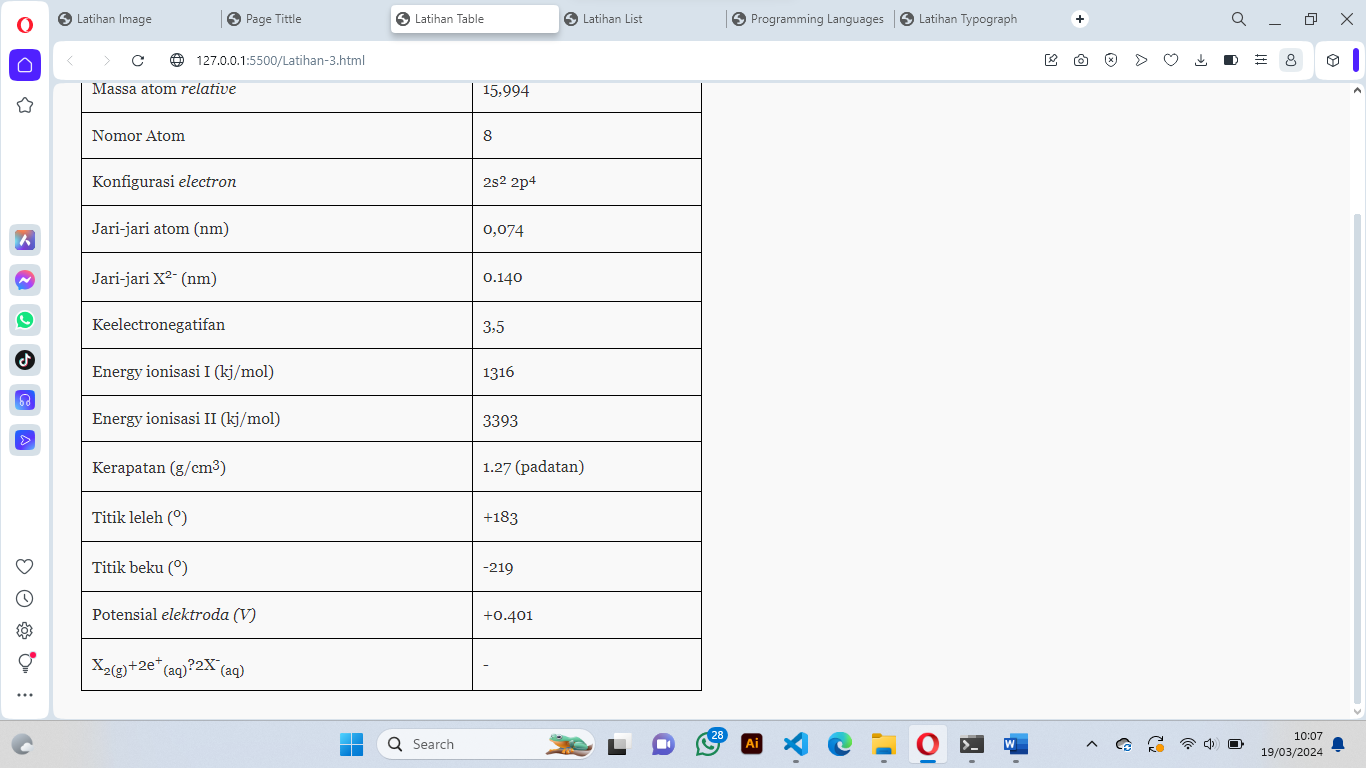 Latihan Image
Page Tittle
Latihan Table
Latihan List
Programming Languages
Latihan Typograph
127.0.0.1:5500/Latihan-3.html
Massa atom relative 15,994
Nomor Atom 8
Konfigurasi electron 2s² 2p⁴
Jari-jari atom (nm) 0,074
Jari-jari X²⁻ (nm) 0.140
Keelectronegatifan 3,5
Energy ionisasi I (kj/mol) 1316
Energy ionisasi II (kj/mol) 3393
Kerapatan (g/cm³) 1.27 (padatan)
Titik leleh (⁰) +183
Titik beku (⁰) -219
Potensial elektroda (V) +0.401
X₂₍g₎+2e⁺₍aq₎?2X⁻₍aq₎ -
Search
28
Ai
10:07
19/03/2024